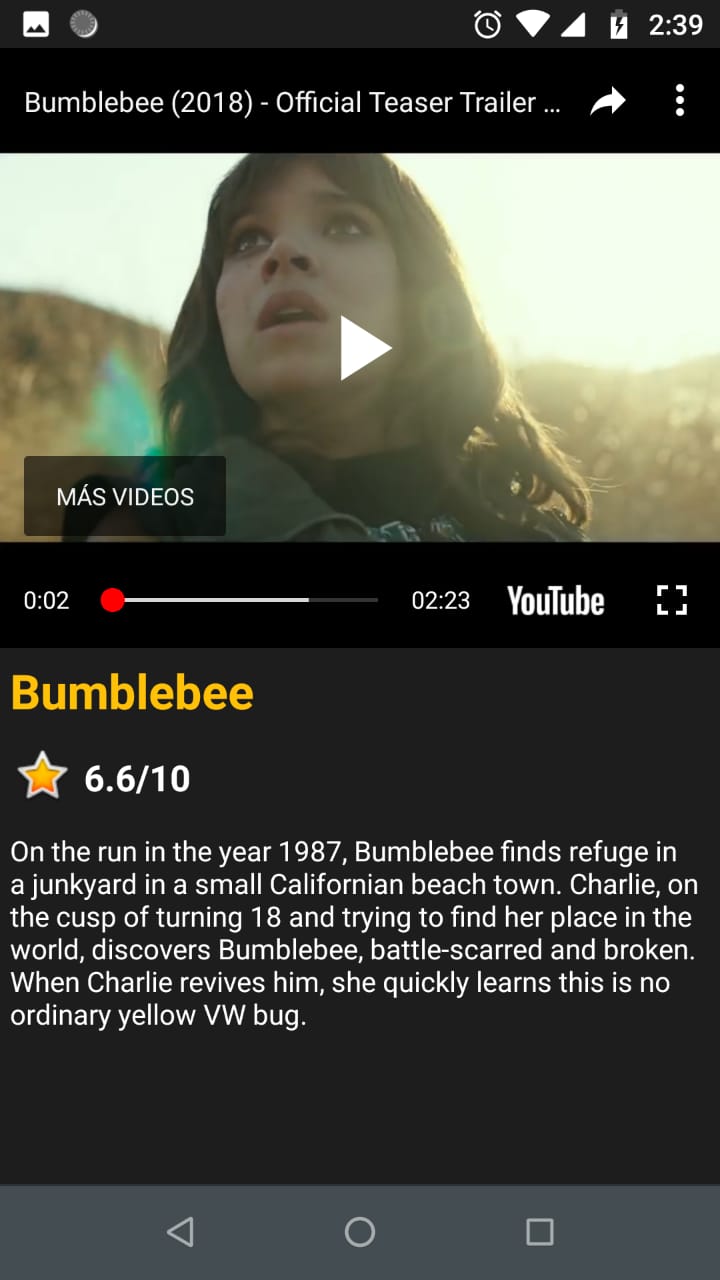 2:39
Bumblebee (2018) - Official Teaser Trailer ...
MÁS VIDEOS
0:02 02:23 YouTube
Bumblebee
6.6/10
On the run in the year 1987, Bumblebee finds refuge in
a junkyard in a small Californian beach town. Charlie, on
the cusp of turning 18 and trying to find her place in the
world, discovers Bumblebee, battle-scarred and broken.
When Charlie revives him, she quickly learns this is no
ordinary yellow VW bug.